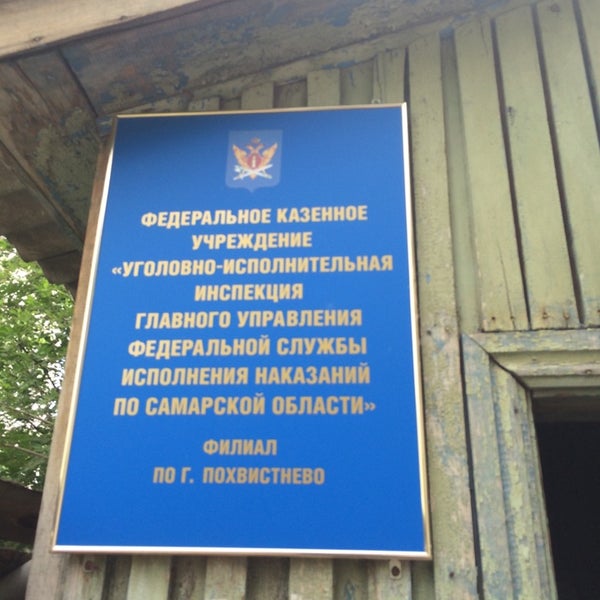 ФЕДЕРАЛЬНОЕ КАЗЕННОЕ
УЧРЕЖДЕНИЕ
«УГОЛОВНО-ИСПОЛНИТЕЛЬНАЯ
ИНСПЕКЦИЯ
ГЛАВНОГО УПРАВЛЕНИЯ
ФЕДЕРАЛЬНОЙ СЛУЖБЫ
ИСПОЛНЕНИЯ НАКАЗАНИЙ
ПО САМАРСКОЙ ОБЛАСТИ»
ФИЛИАЛ
ПО Г. ПОХВИСТНЕВО